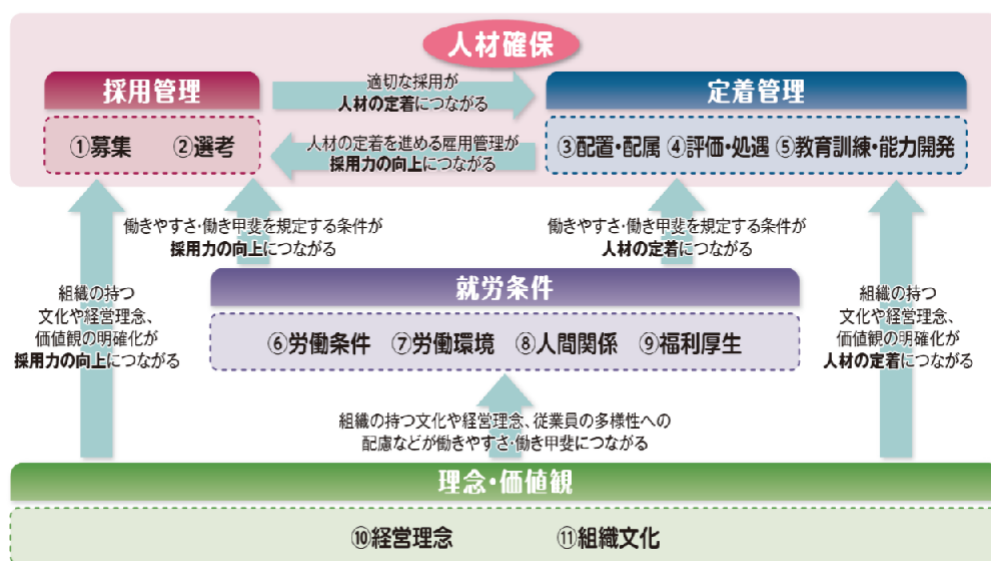 人材確保
採用管理
①募集 ②選考
適切な採用が
人材の定着につながる
人材の定着を進める雇用管理が
採用力の向上につながる
定着管理
③配置・配属 ④評価・処遇 ⑤教育訓練・能力開発
働きやすさ・働き甲斐を規定する条件が
採用力の向上につながる
働きやすさ・働き甲斐を規定する条件が
人材の定着につながる
組織の持つ
文化や経営理念、
価値観の明確化が
採用力の向上につながる
就労条件
⑥労働条件 ⑦労働環境 ⑧人間関係 ⑨福利厚生
組織の持つ
文化や経営理念、
価値観の明確化が
人材の定着につながる
組織の持つ文化や経営理念、従業員の多様性への
配慮などが働きやすさ・働き甲斐につながる
理念・価値観
⑩経営理念 ⑪組織文化